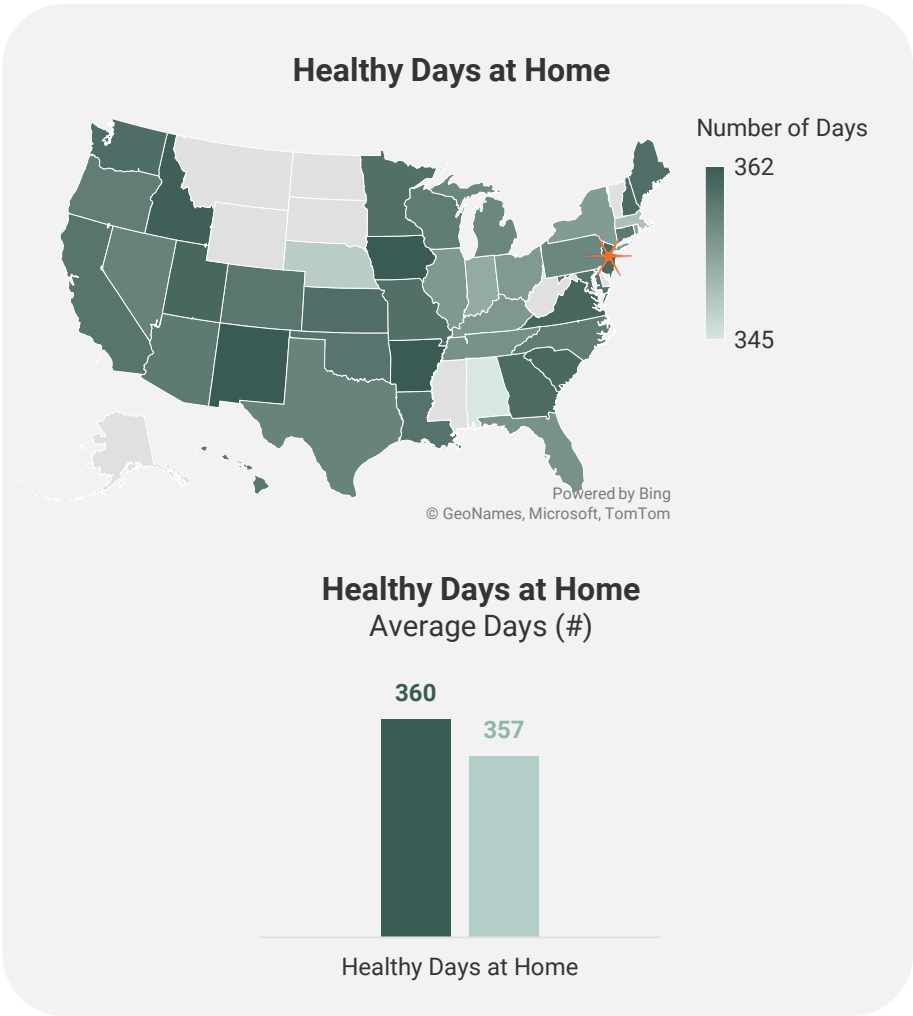 Healthy Days at Home
Number of Days
362
345
Powered by Bing
© GeoNames, Microsoft, TomTom
Healthy Days at Home
Average Days (#)
360
357
Healthy Days at Home